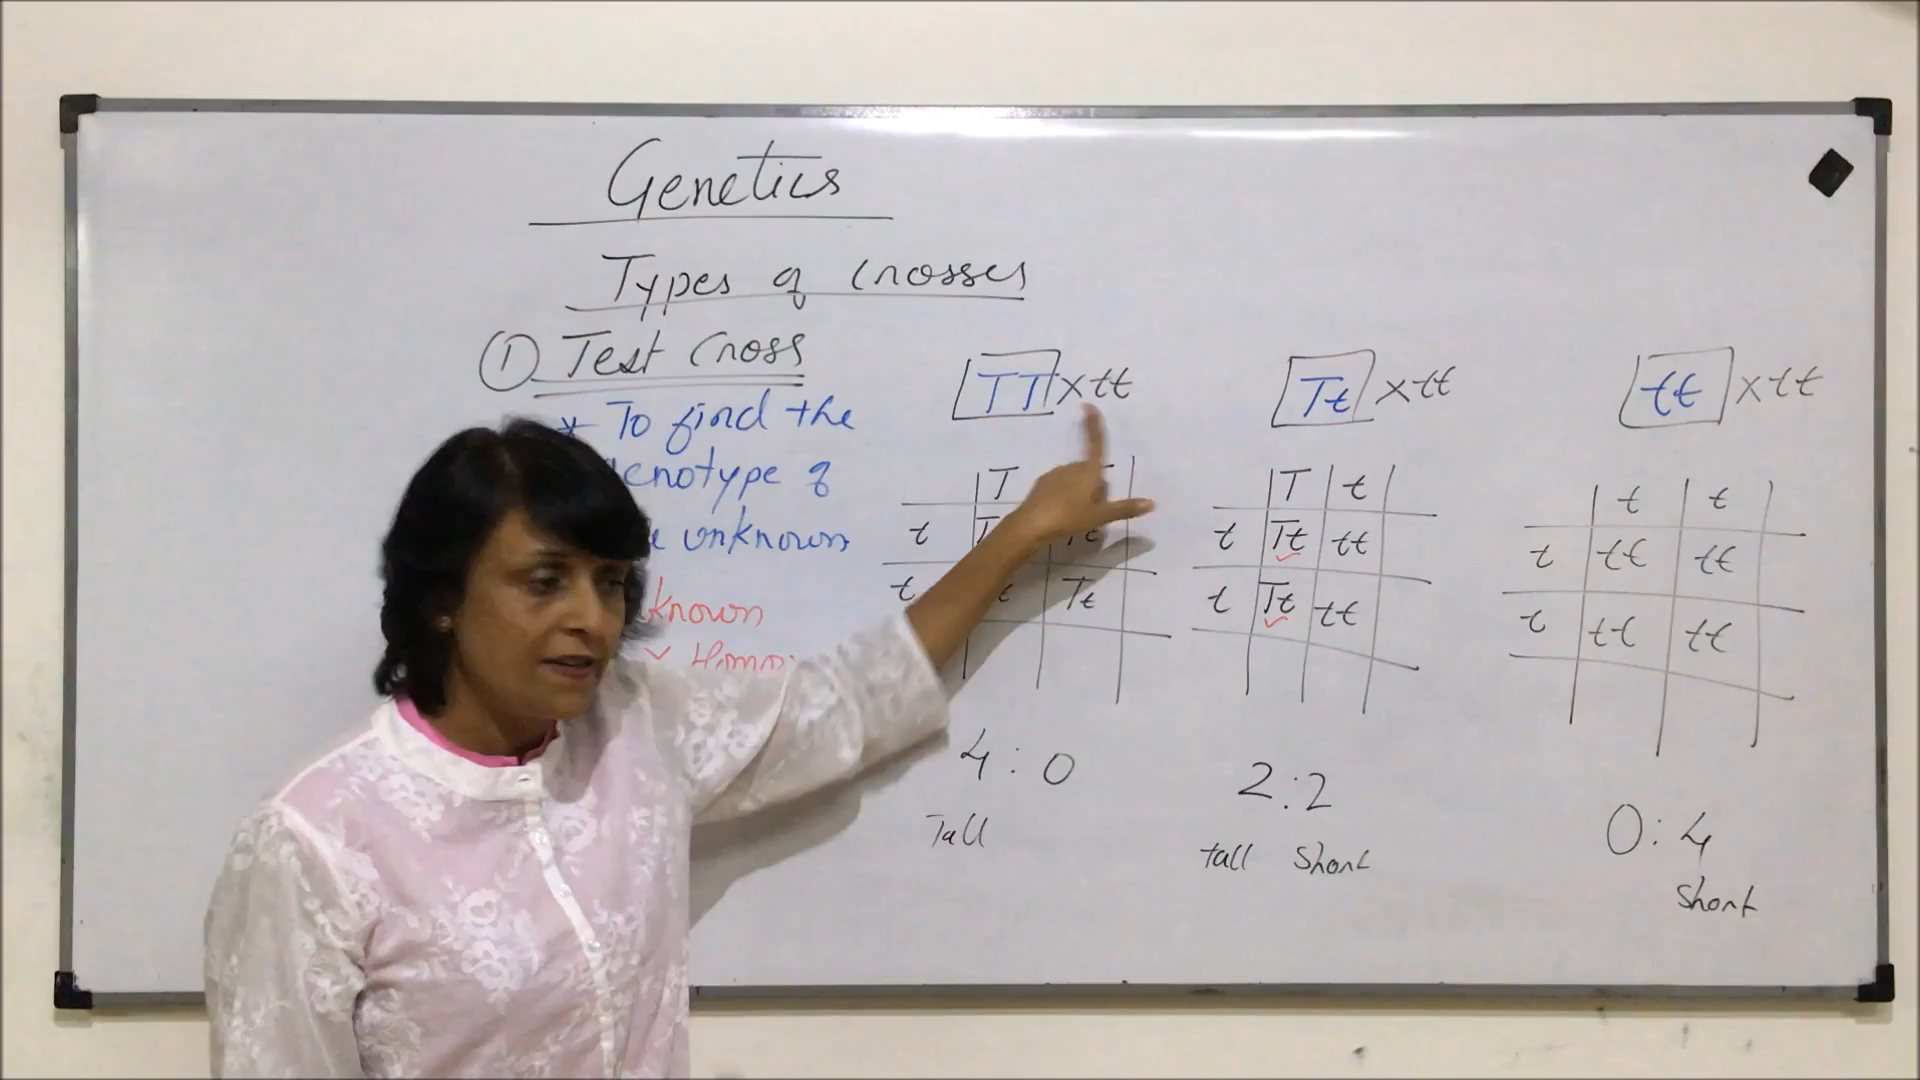 Genetics
Types of Crosses
① Test Cross
* To find the
genotype of
unknown
known
✓ Homo
TT x tt
T
t
t Tt
4 : 0
Tall
Tt x tt
T t
t Tt tt
t Tt tt
2 : 2
tall Short
tt x tt
t t
t tt tt
t tt tt
0 : 4
Short